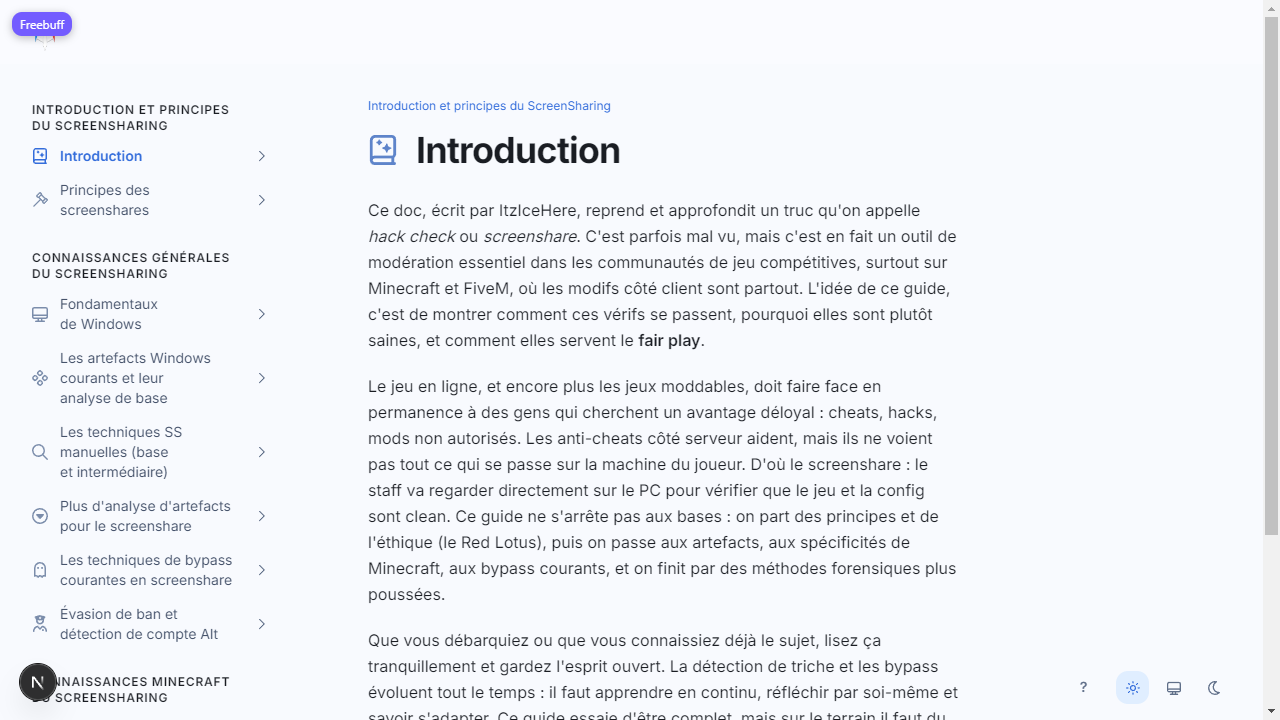 Freebuff
INTRODUCTION ET PRINCIPES
DU SCREENSHARING
Introduction
Principes des
screenshares
CONNAISSANCES GÉNÉRALES
DU SCREENSHARING
Fondamentaux
de Windows
Les artefacts Windows
courants et leur
analyse de base
Les techniques SS
manuelles (base
et intermédiaire)
Plus d'analyse d'artefacts
pour le screenshare
Les techniques de bypass
courantes en screenshare
Évasion de ban et
détection de compte Alt
NNAISSANCES MINECRAFT
SCREENSHARING
N
Introduction et principes du ScreenSharing
Introduction
Ce doc, écrit par ItzIceHere, reprend et approfondit un truc qu'on appelle
hack check ou screenshare. C'est parfois mal vu, mais c'est en fait un outil de
modération essentiel dans les communautés de jeu compétitives, surtout sur
Minecraft et FiveM, où les modifs côté client sont partout. L'idée de ce guide,
c'est de montrer comment ces vérifs se passent, pourquoi elles sont plutôt
saines, et comment elles servent le fair play.
Le jeu en ligne, et encore plus les jeux moddables, doit faire face en
permanence à des gens qui cherchent un avantage déloyal : cheats, hacks,
mods non autorisés. Les anti-cheats côté serveur aident, mais ils ne voient
pas tout ce qui se passe sur la machine du joueur. D'où le screenshare : le
staff va regarder directement sur le PC pour vérifier que le jeu et la config
sont clean. Ce guide ne s'arrête pas aux bases : on part des principes et de
l'éthique (le Red Lotus), puis on passe aux artefacts, aux spécificités de
Minecraft, aux bypass courants, et on finit par des méthodes forensiques plus
poussées.
Que vous débarquiez ou que vous connaissiez déjà le sujet, lisez ça
tranquillement et gardez l'esprit ouvert. La détection de triche et les bypass
évoluent tout le temps : il faut apprendre en continu, réfléchir par soi-même et
savoir s'adapter. Ce guide essaie d'être complet, mais sur le terrain il faut du
?